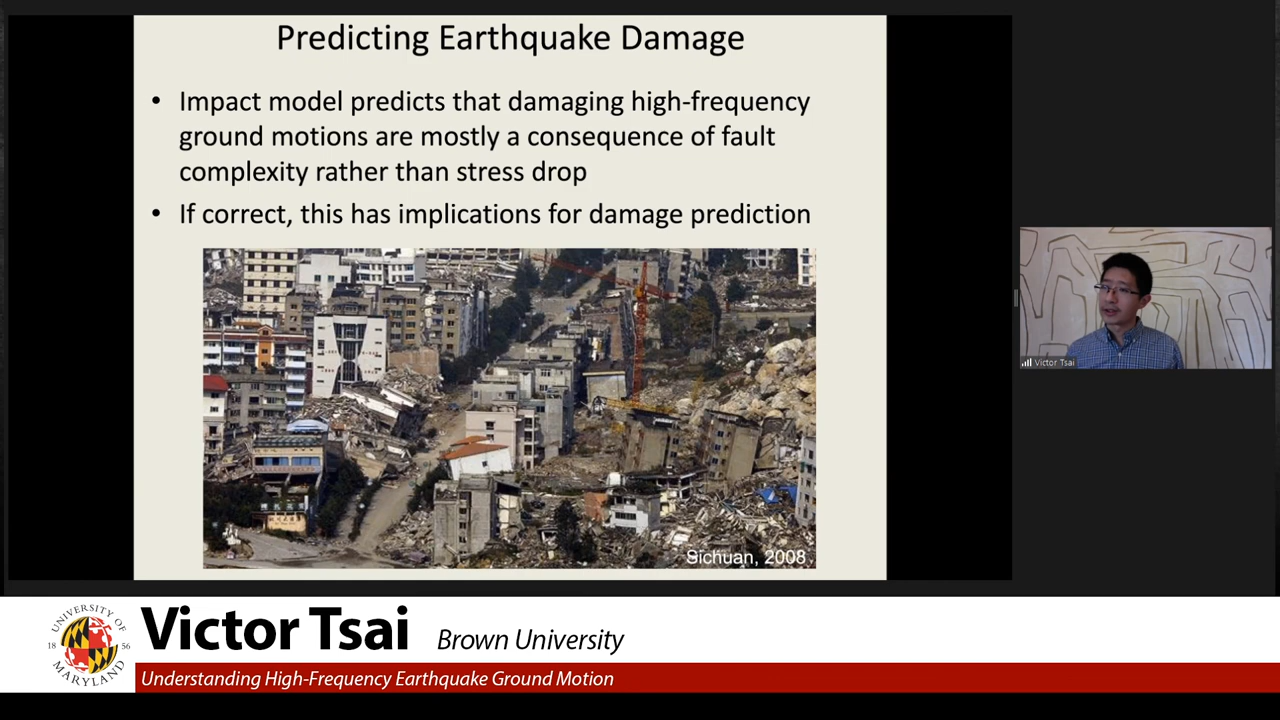 Predicting Earthquake Damage
• Impact model predicts that damaging high-frequency
ground motions are mostly a consequence of fault
complexity rather than stress drop
• If correct, this has implications for damage prediction
Sichuan, 2008
Victor Tsai
UNIVERSITY OF
18 56
MARYLAND
Victor Tsai Brown University
Understanding High-Frequency Earthquake Ground Motion